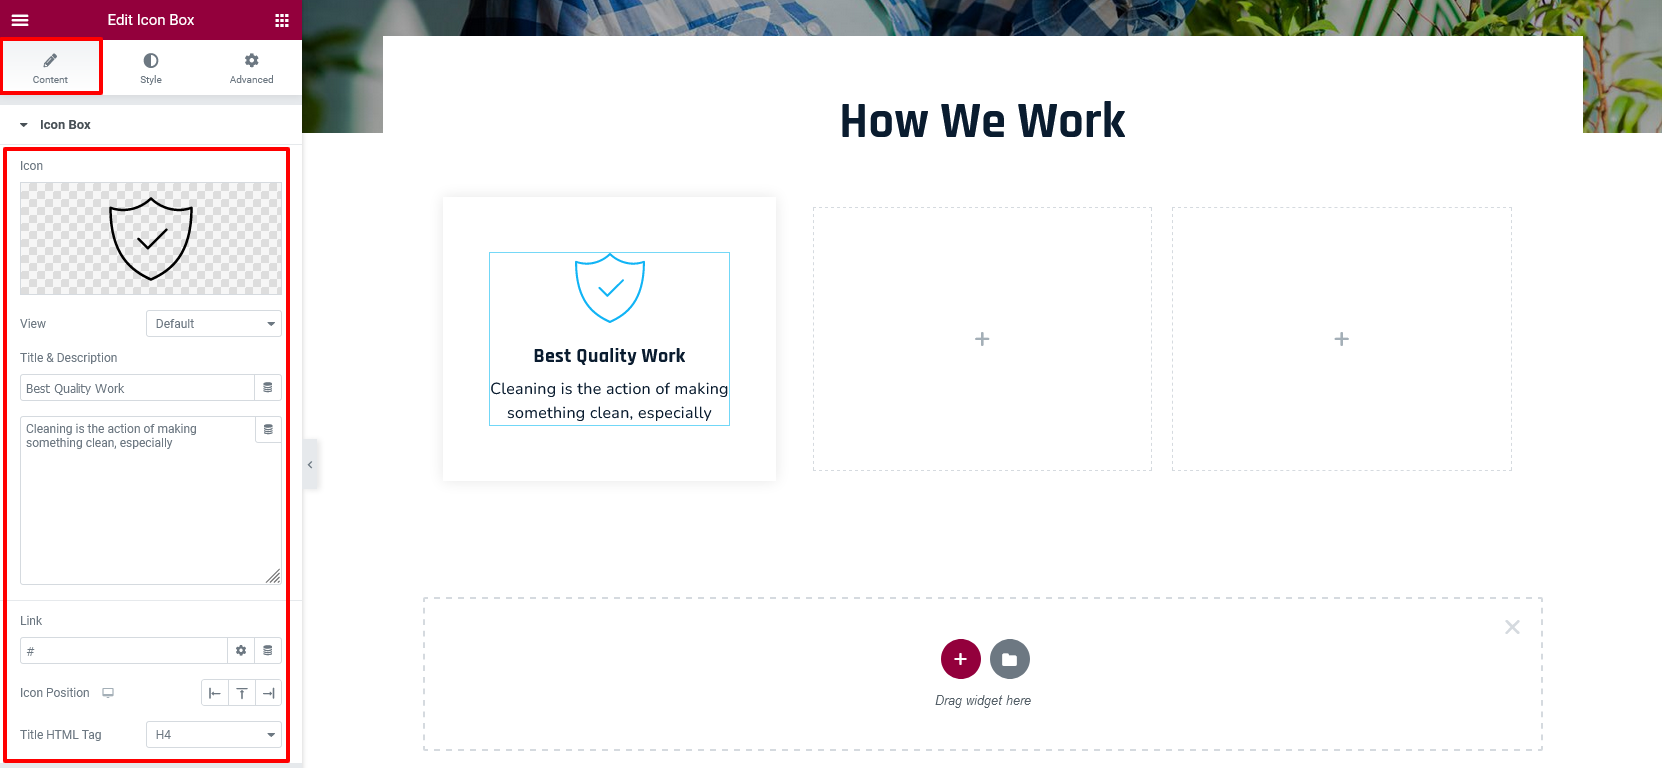 Edit Icon Box
Content
Style
Advanced
Icon Box
Icon
View
Default
Title & Description
Best Quality Work
Cleaning is the action of making
something clean, especially
Link
#
Icon Position
Title HTML Tag
H4
How We Work
Best Quality Work
Cleaning is the action of making
something clean, especially
Drag widget here